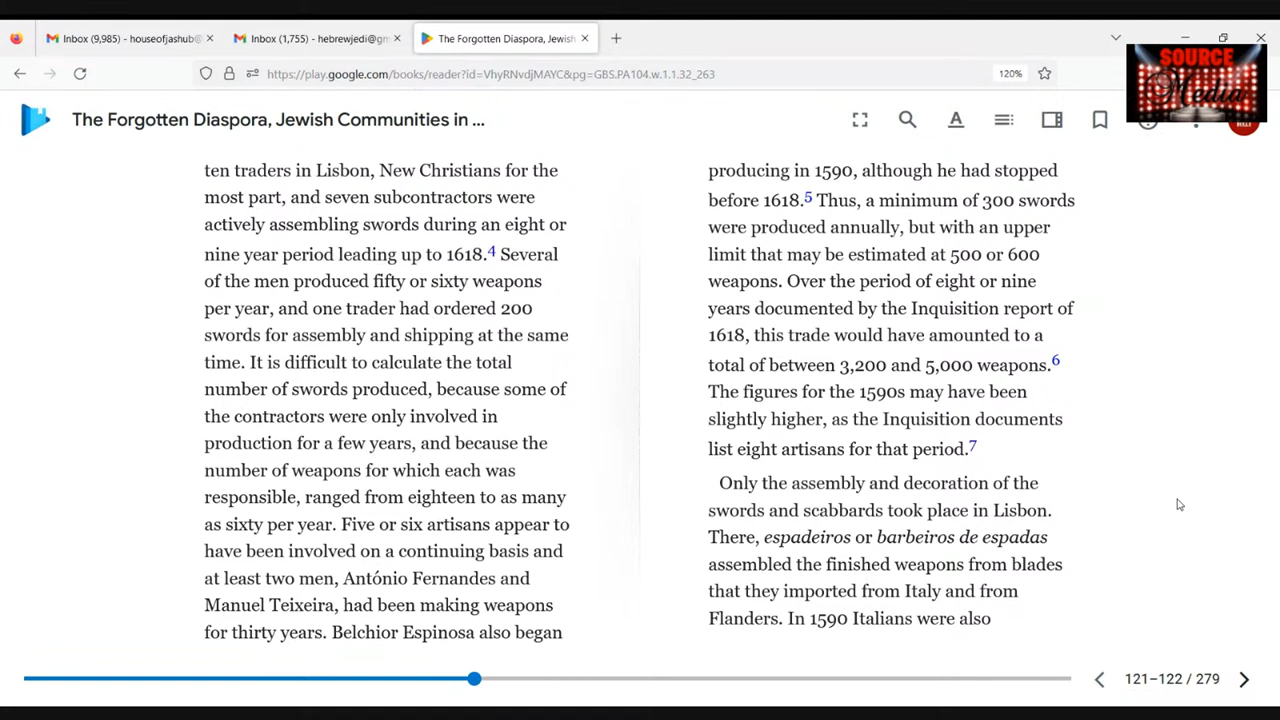 Inbox (9,985) - houseofjashub@
Inbox (1,755) - hebrewjedi@gm
The Forgotten Diaspora, Jewish
https://play.google.com/books/reader?id=VhyRNvdjMAYC&pg=GBS.PA104.w.1.1.32_263
120%
SOURCE
Media
The Forgotten Diaspora, Jewish Communities in ...
ten traders in Lisbon, New Christians for the
most part, and seven subcontractors were
actively assembling swords during an eight or
nine year period leading up to 1618.4 Several
of the men produced fifty or sixty weapons
per year, and one trader had ordered 200
swords for assembly and shipping at the same
time. It is difficult to calculate the total
number of swords produced, because some of
the contractors were only involved in
production for a few years, and because the
number of weapons for which each was
responsible, ranged from eighteen to as many
as sixty per year. Five or six artisans appear to
have been involved on a continuing basis and
at least two men, António Fernandes and
Manuel Teixeira, had been making weapons
for thirty years. Belchior Espinosa also began
producing in 1590, although he had stopped
before 1618.5 Thus, a minimum of 300 swords
were produced annually, but with an upper
limit that may be estimated at 500 or 600
weapons. Over the period of eight or nine
years documented by the Inquisition report of
1618, this trade would have amounted to a
total of between 3,200 and 5,000 weapons.6
The figures for the 1590s may have been
slightly higher, as the Inquisition documents
list eight artisans for that period.7
Only the assembly and decoration of the
swords and scabbards took place in Lisbon.
There, espadeiros or barbeiros de espadas
assembled the finished weapons from blades
that they imported from Italy and from
Flanders. In 1590 Italians were also
121–122 / 279